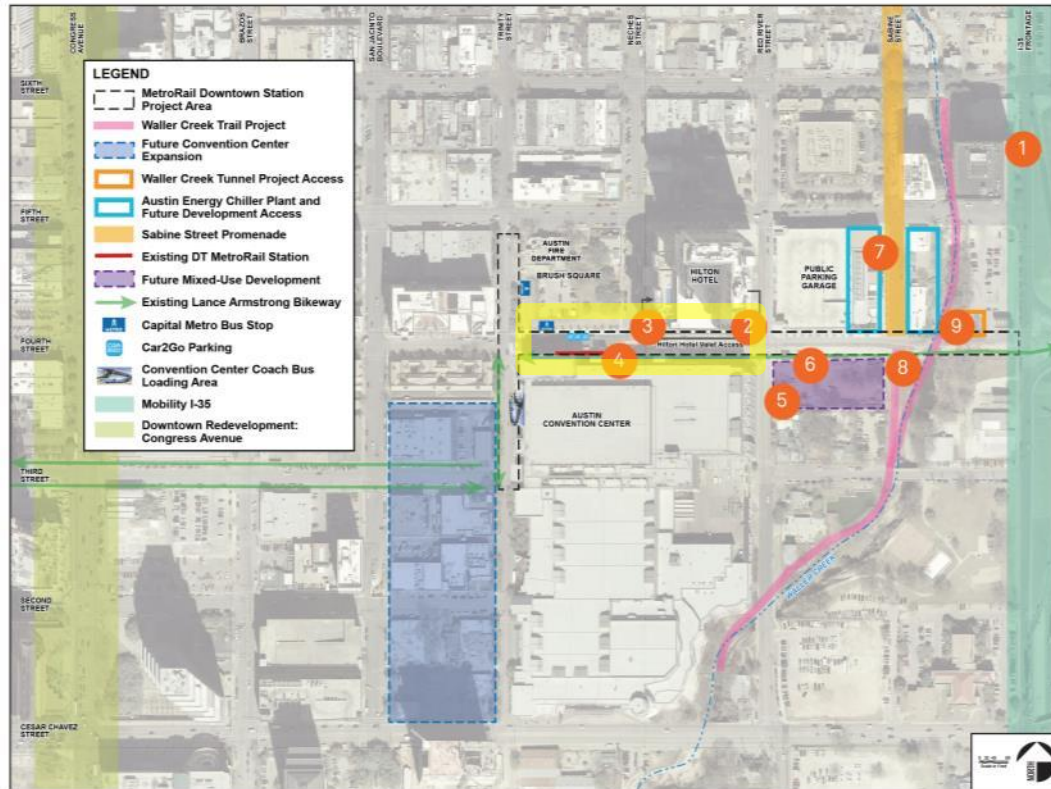 CONGRESS
AVENUE
BRAZOS
STREET
SAN JACINTO
BOULEVARD
TRINITY
STREET
NECHES
STREET
RED RIVER
STREET
SABINE
STREET
I-35
FRONTAGE
LEGEND
MetroRail Downtown Station
Project Area
Waller Creek Trail Project
Future Convention Center
Expansion
Waller Creek Tunnel Project Access
Austin Energy Chiller Plant and
Future Development Access
Sabine Street Promenade
Existing DT MetroRail Station
Future Mixed-Use Development
Existing Lance Armstrong Bikeway
Capital Metro Bus Stop
Car2Go Parking
Convention Center Coach Bus
Loading Area
Mobility I-35
Downtown Redevelopment:
Congress Avenue
SIXTH
STREET
1
FIFTH
STREET
AUSTIN
FIRE
DEPARTMENT
BRUSH SQUARE
HILTON
HOTEL
PUBLIC
PARKING
GARAGE
7
3
2
9
FOURTH
STREET
Hilton Hotel Valet Access
4
6
8
5
AUSTIN
CONVENTION CENTER
THIRD
STREET
WALLER CREEK
SECOND
STREET
CESAR CHAVEZ
STREET
NORTH